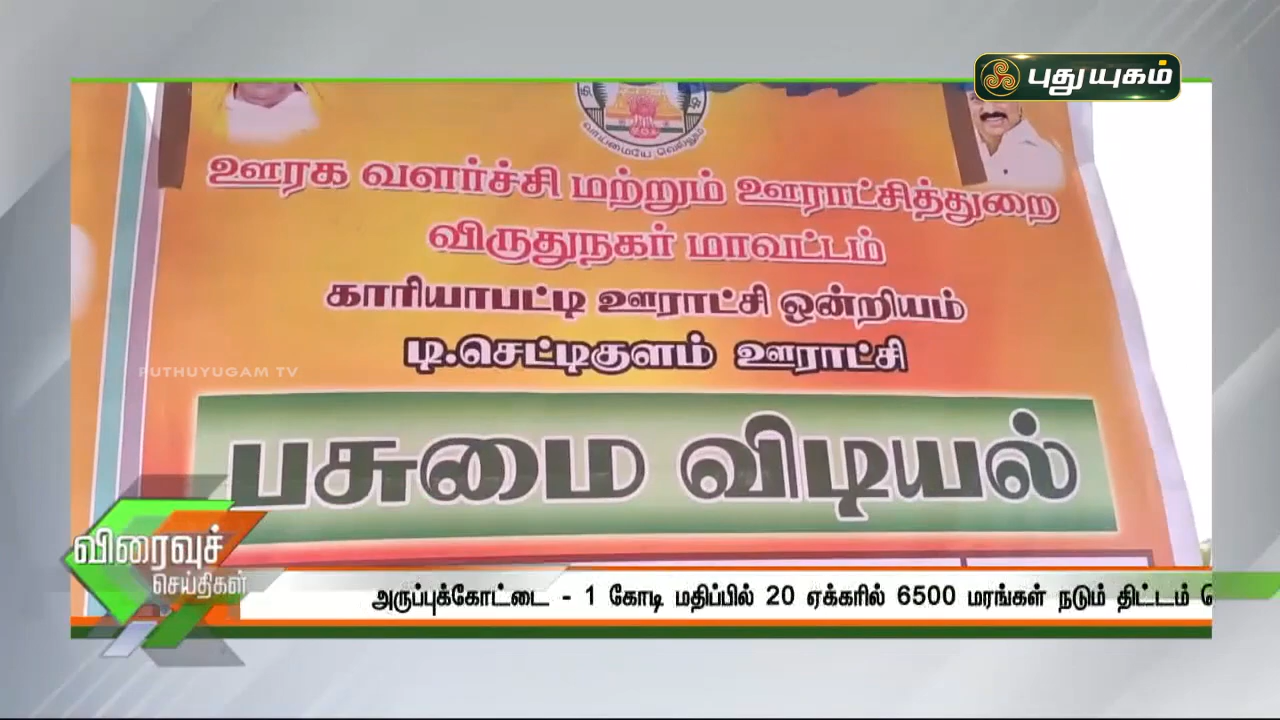 புதுயுகம்
வாய்மையே வெல்லும்
ஊரக வளர்ச்சி மற்றும் ஊராட்சித்துறை
விருதுநகர் மாவட்டம்
காரியாபட்டி ஊராட்சி ஒன்றியம்
டி.செட்டிகுளம் ஊராட்சி
PUTHUYUGAM TV
பசுமை விடியல்
விரைவுச்
செய்திகள்
அருப்புக்கோட்டை - 1 கோடி மதிப்பில் 20 ஏக்கரில் 6500 மரங்கள் நடும் திட்டம்